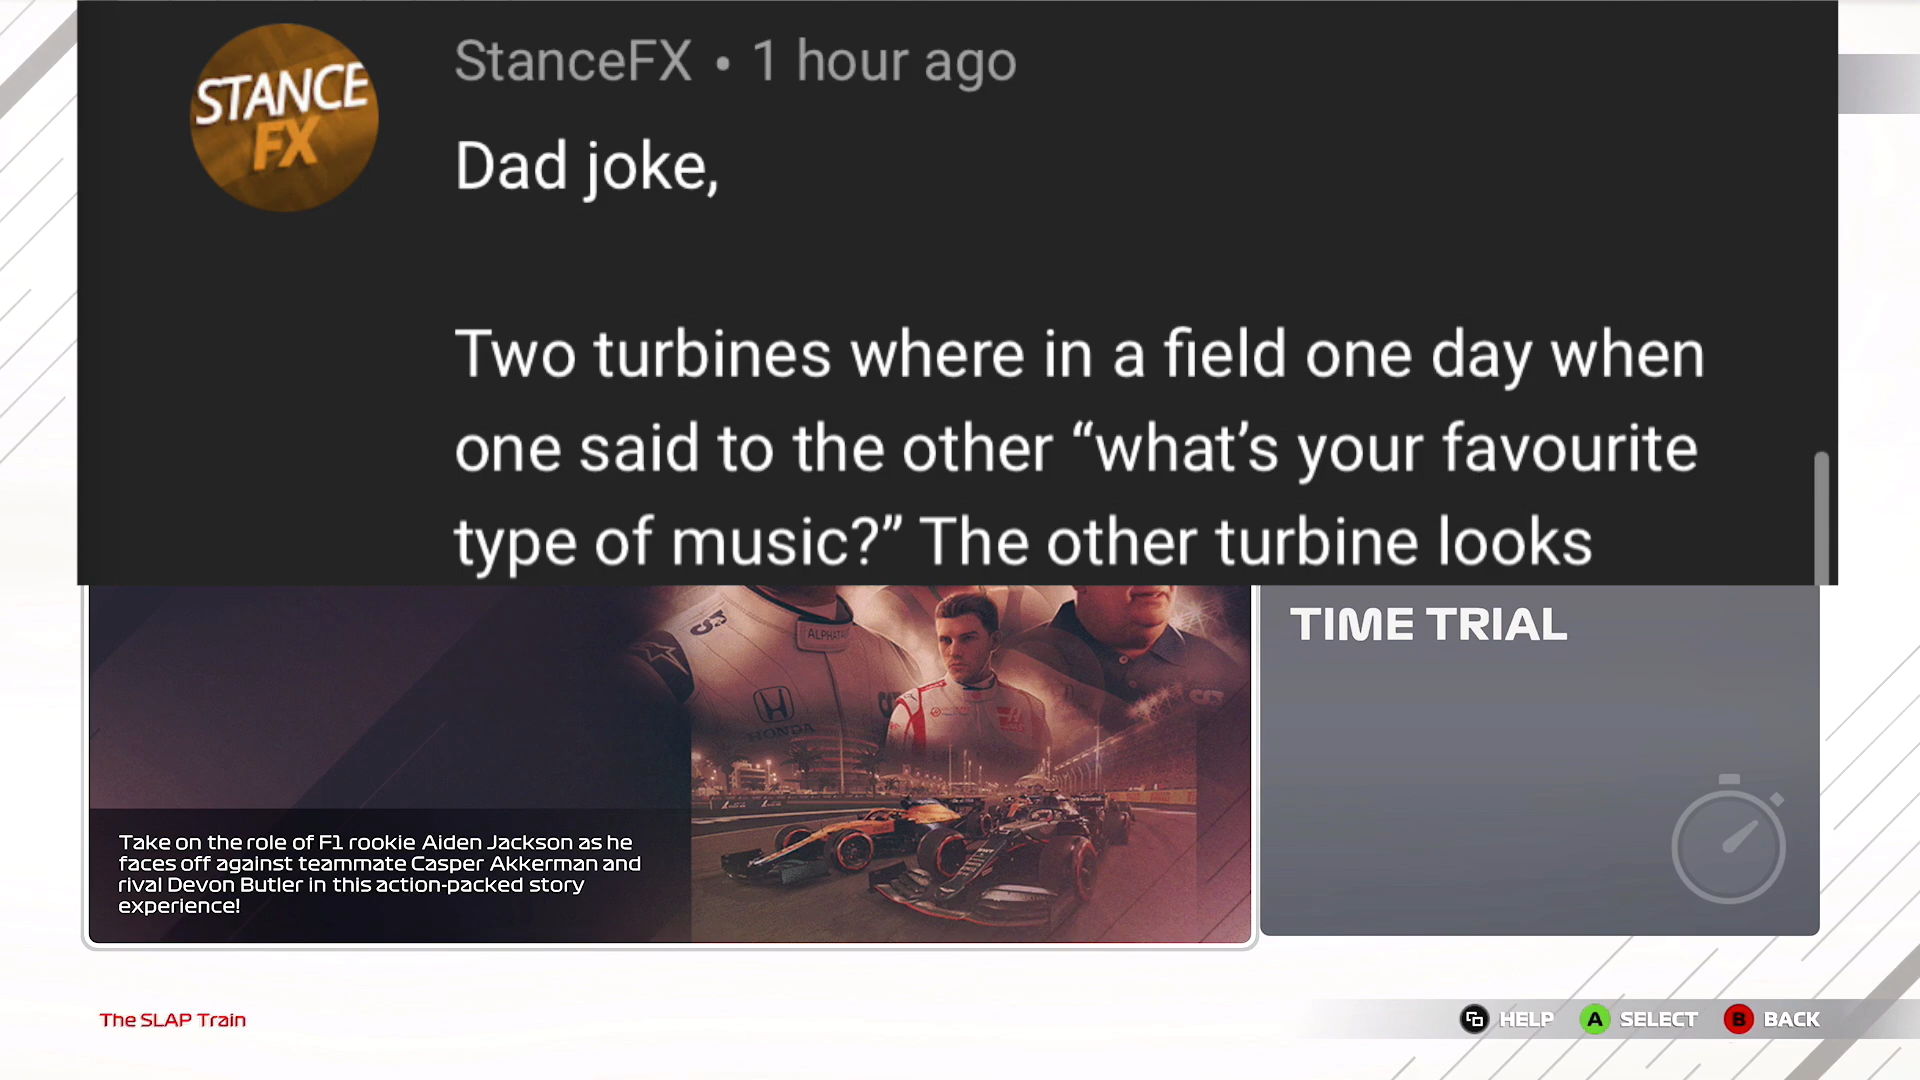 STANCE
FX
StanceFX • 1 hour ago
Dad joke,
Two turbines where in a field one day when
one said to the other “what’s your favourite
type of music?” The other turbine looks
ALPHATA
HONDA
TIME TRIAL
Take on the role of F1 rookie Aiden Jackson as he
faces off against teammate Casper Akkerman and
rival Devon Butler in this action-packed story
experience!
The SLAP Train
HELP
A SELECT
B BACK